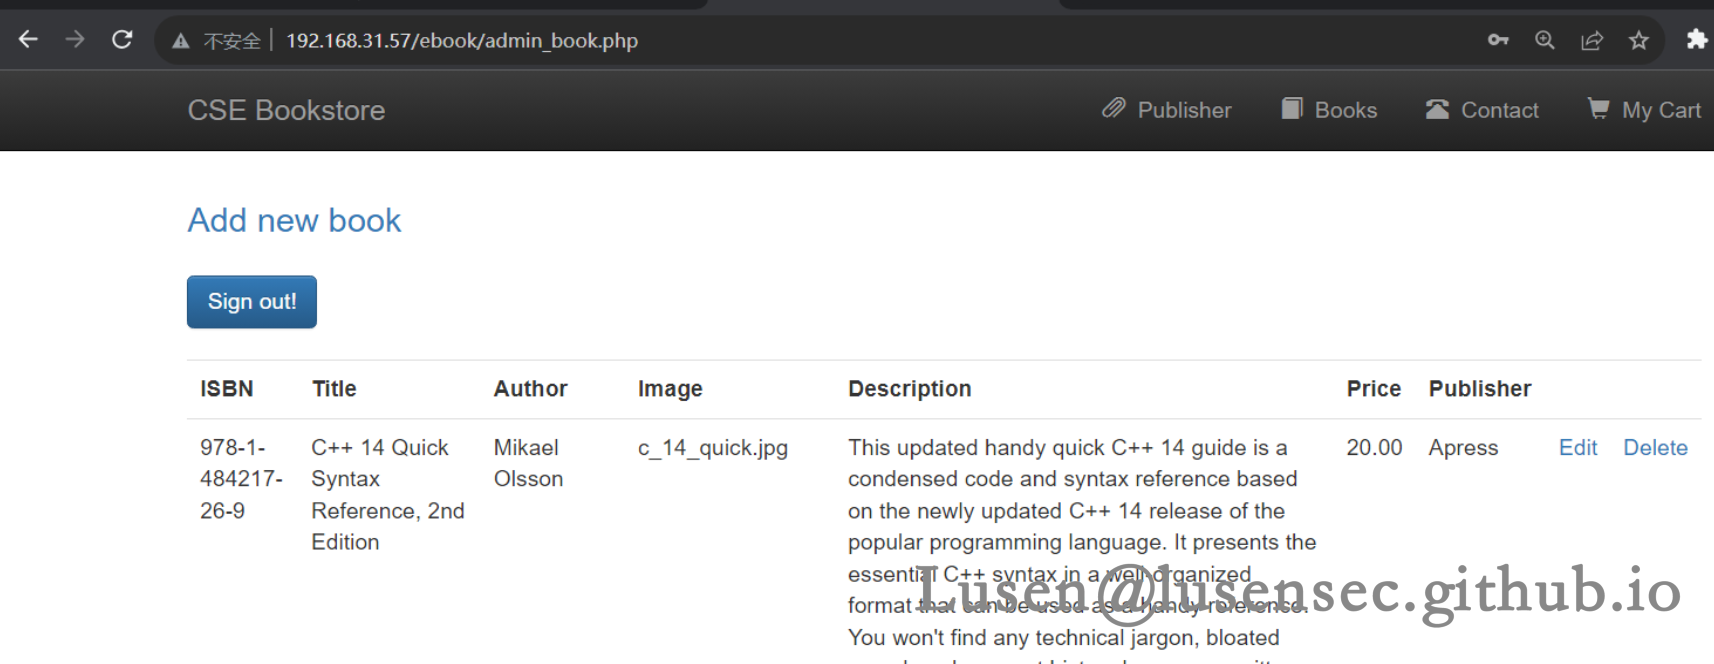 不安全 192.168.31.57/ebook/admin_book.php
CSE Bookstore Publisher Books Contact My Cart
Add new book
Sign out!
ISBN Title Author Image Description Price Publisher
978-1-484217-26-9
C++ 14 Quick
Syntax
Reference, 2nd
Edition
Mikael
Olsson
c_14_quick.jpg
This updated handy quick C++ 14 guide is a
condensed code and syntax reference based
on the newly updated C++ 14 release of the
popular programming language. It presents the
essential C++ syntax in a well-organized
format that can be used as a handy reference.
You won't find any technical jargon, bloated
20.00
Apress
Edit Delete
Lusen@lusensec.github.io